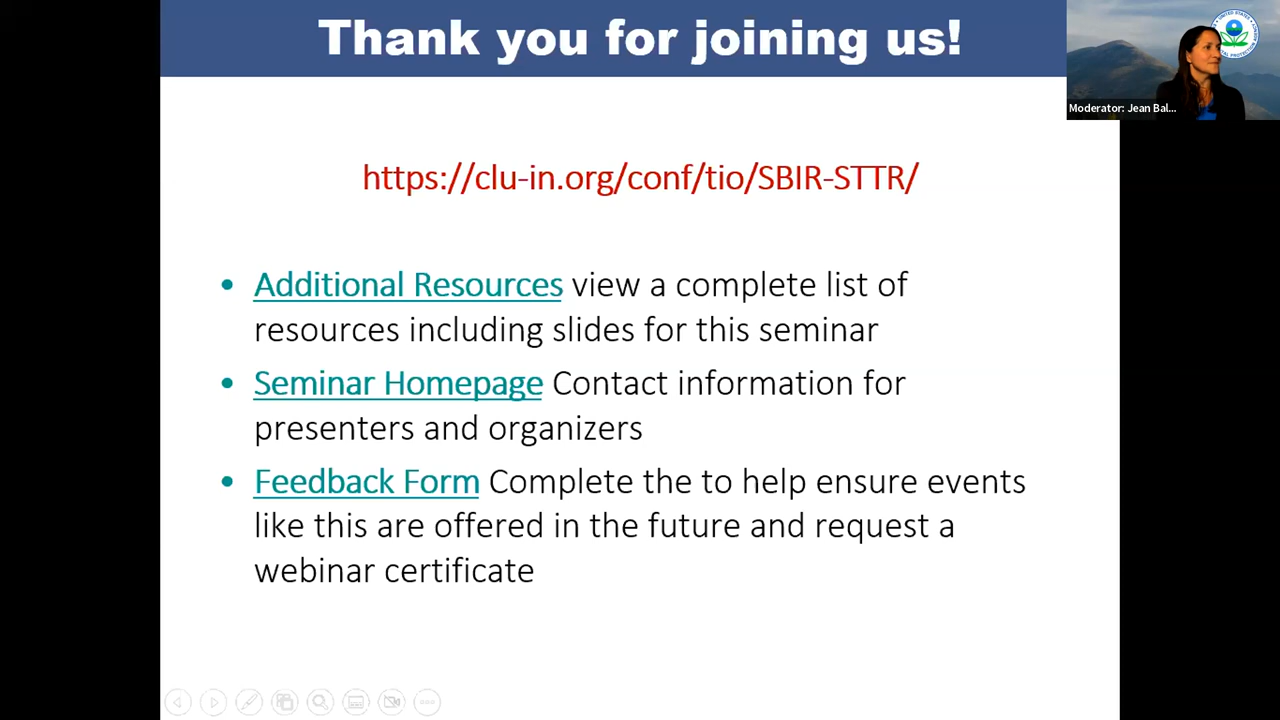 Thank you for joining us!
Moderator: Jean Bal...
https://clu-in.org/conf/tio/SBIR-STTR/
• Additional Resources view a complete list of
resources including slides for this seminar
• Seminar Homepage Contact information for
presenters and organizers
• Feedback Form Complete the to help ensure events
like this are offered in the future and request a
webinar certificate